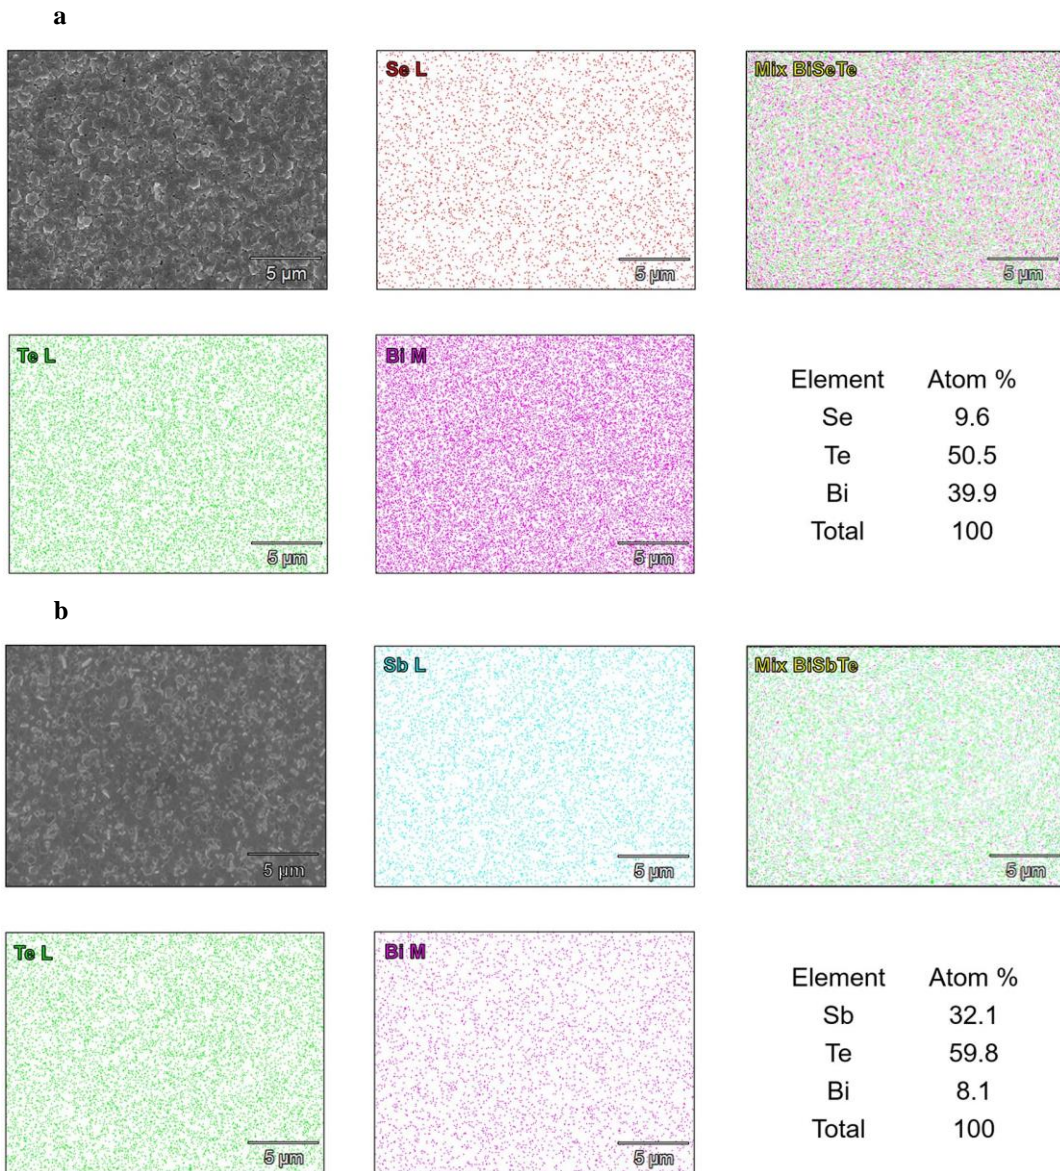 a
5 µm
Se L
5 µm
Mix BiSeTe
5 µm
Te L
5 µm
Bi M
5 µm
Element Atom %
Se 9.6
Te 50.5
Bi 39.9
Total 100
b
5 µm
Sb L
5 µm
Mix BiSbTe
5 µm
Te L
5 µm
Bi M
5 µm
Element Atom %
Sb 32.1
Te 59.8
Bi 8.1
Total 100